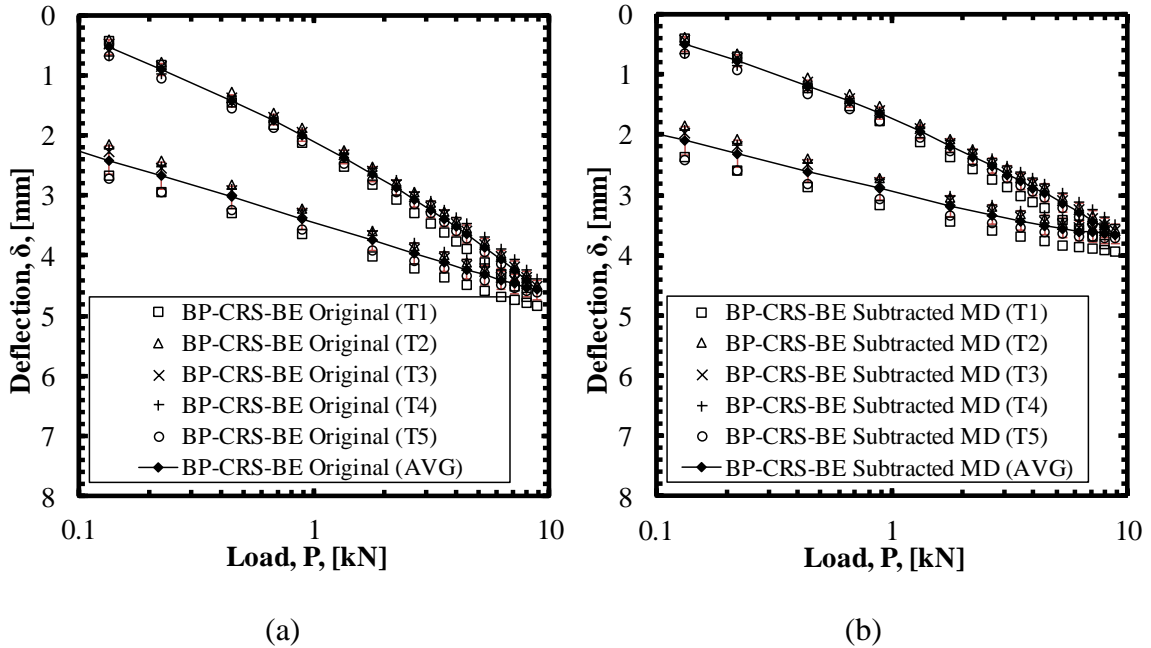 0
1
2
3
4
5
6
7
8
Deflection, δ, [mm]
BP-CRS-BE Original (T1)
BP-CRS-BE Original (T2)
BP-CRS-BE Original (T3)
BP-CRS-BE Original (T4)
BP-CRS-BE Original (T5)
BP-CRS-BE Original (AVG)
0.1 1 10
Load, P, [kN]
(a)
0
1
2
3
4
5
6
7
8
Deflection, δ, [mm]
BP-CRS-BE Subtracted MD (T1)
BP-CRS-BE Subtracted MD (T2)
BP-CRS-BE Subtracted MD (T3)
BP-CRS-BE Subtracted MD (T4)
BP-CRS-BE Subtracted MD (T5)
BP-CRS-BE Subtracted MD (AVG)
0.1 1 10
Load, P, [kN]
(b)